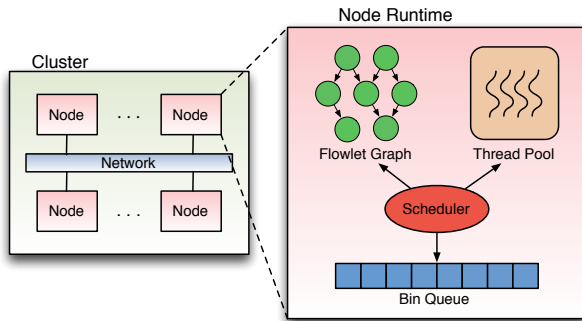 Node Runtime
Cluster
Node . . . Node
Network
Node . . . Node
Flowlet Graph
Thread Pool
Scheduler
Bin Queue